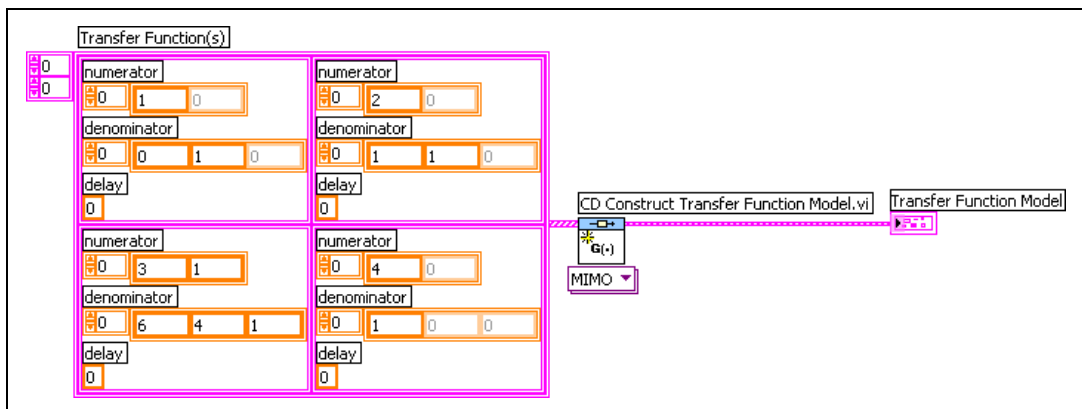 Transfer Function(s)
0
0
numerator
0 1 0
denominator
0 0 1 0
delay
0
numerator
0 2 0
denominator
0 1 1 0
delay
0
numerator
0 3 1
denominator
0 6 4 1
delay
0
numerator
0 4 0
denominator
0 1 0 0
delay
0
CD Construct Transfer Function Model.vi
G(•)
MIMO
Transfer Function Model